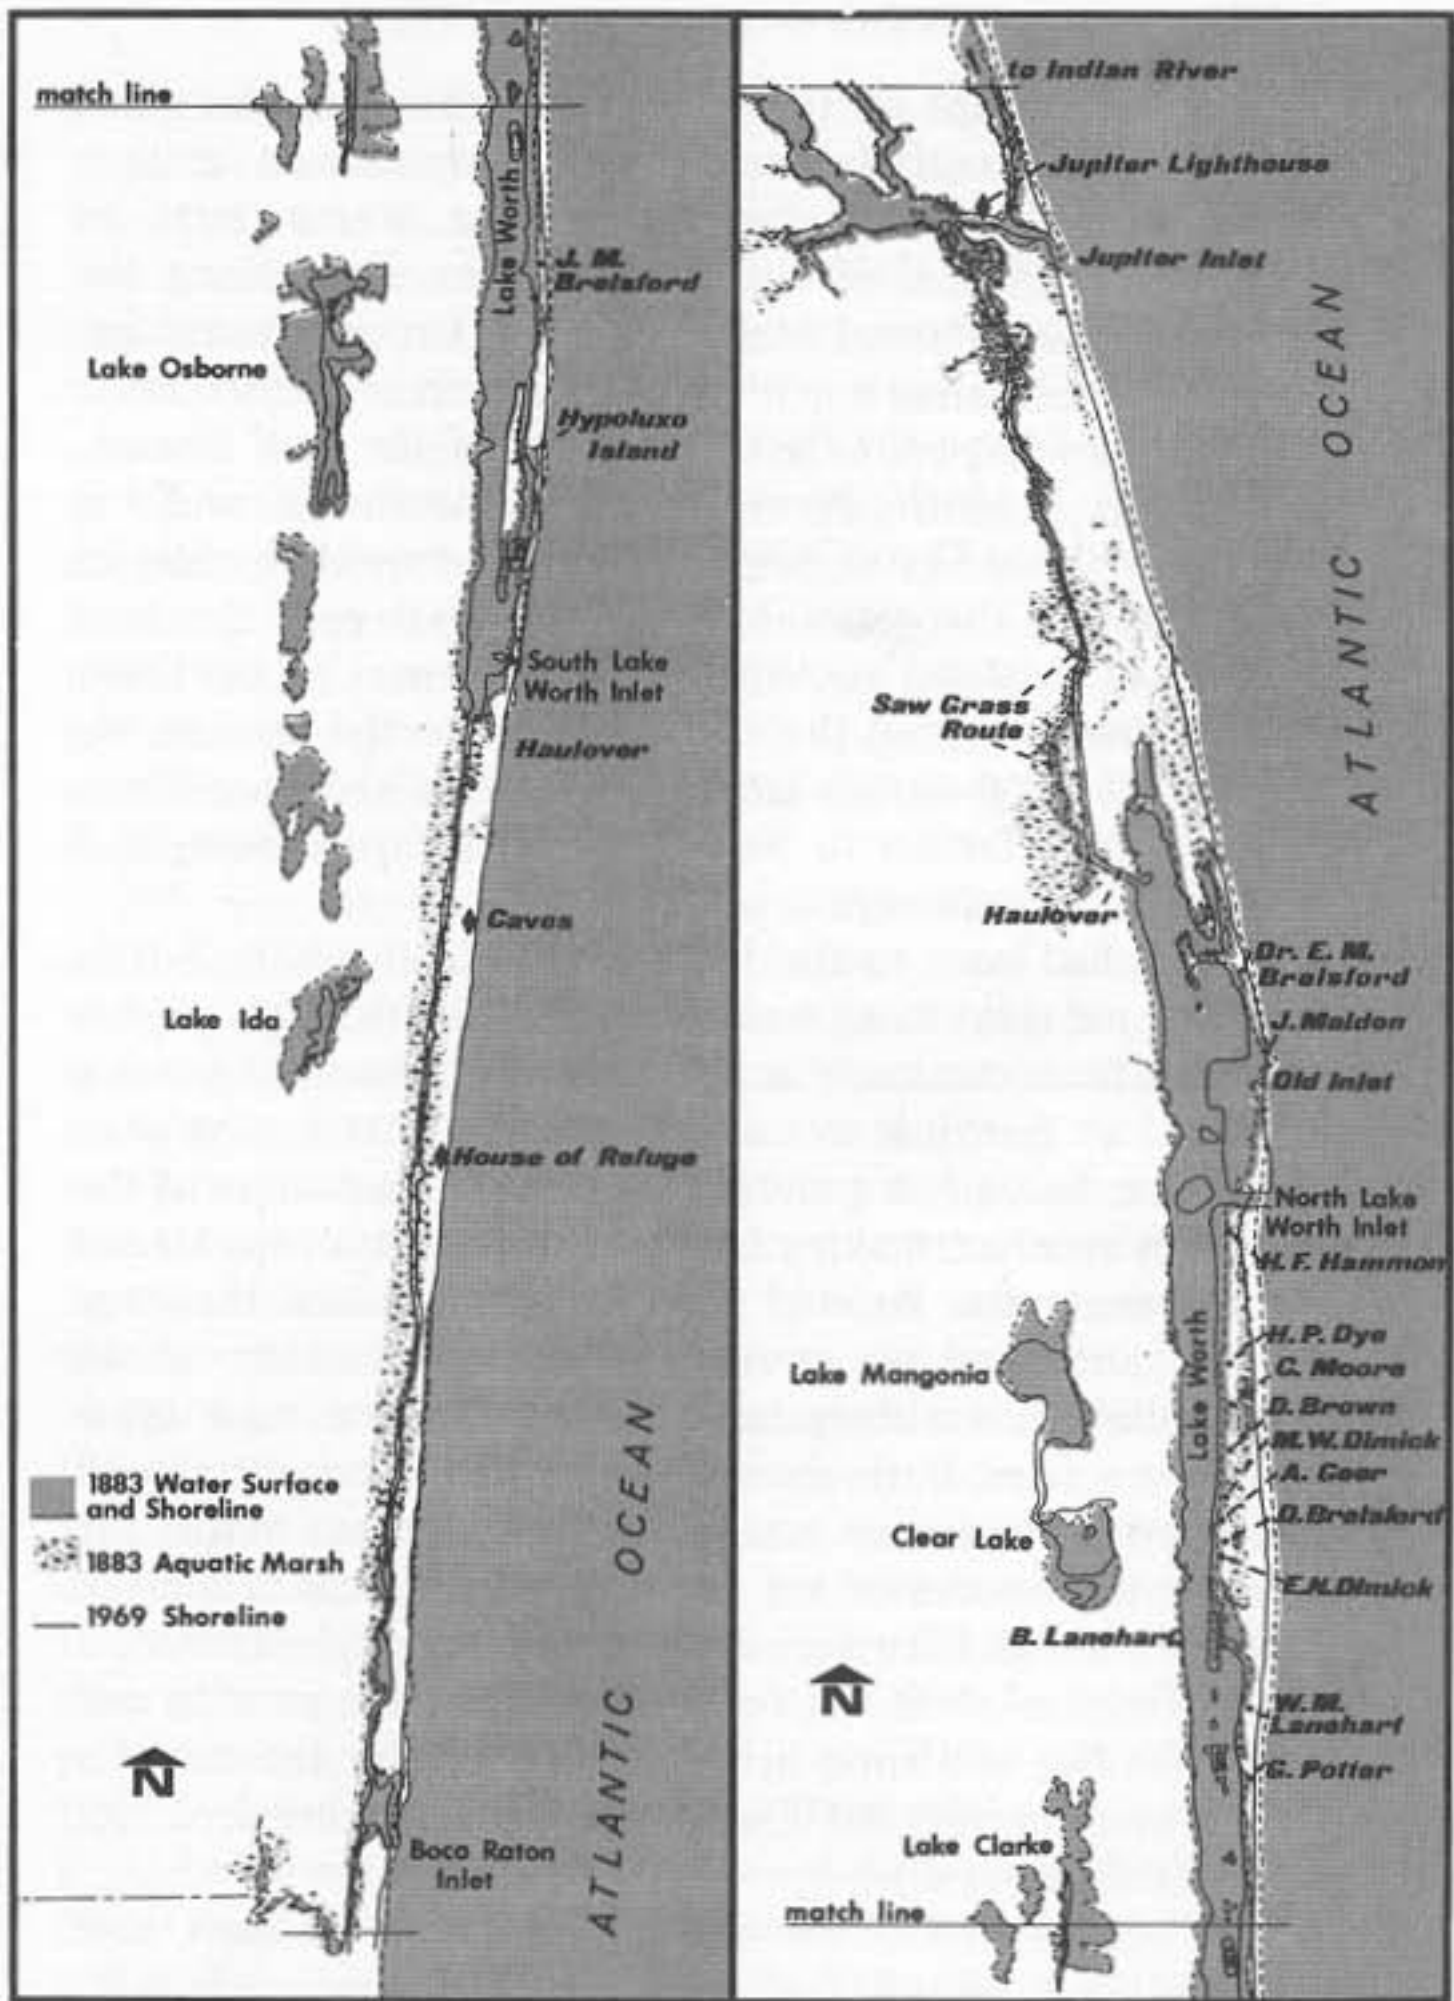 match line
Lake Worth
J. M.
Brelsford
Lake Osborne
Hypoluxo
Island
South Lake
Worth Inlet
Haulover
Caves
Lake Ida
House of Refuge
1883 Water Surface
and Shoreline
1883 Aquatic Marsh
1969 Shoreline
ATLANTIC OCEAN
N
Boca Raton
Inlet
to Indian River
Jupiter Lighthouse
Jupiter Inlet
ATLANTIC OCEAN
Saw Grass
Route
Haulover
Dr. E. M.
Brelsford
J. Maldon
Old Inlet
North Lake
Worth Inlet
H. F. Hammon
H. P. Dye
Lake Mangonia
C. Moore
Lake Worth
D. Brown
M. W. Dimick
A. Geer
D. Brelsford
Clear Lake
E. N. Dimick
B. Lanehart
N
W. M.
Lanehart
G. Potter
Lake Clarke
match line